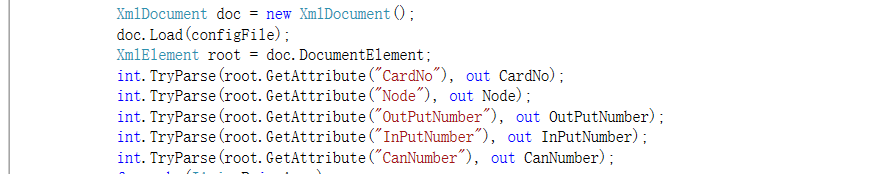 XmlDocument doc = new XmlDocument();
doc.Load(configFile);
XmlElement root = doc.DocumentElement;
int.TryParse(root.GetAttribute("CardNo"), out CardNo);
int.TryParse(root.GetAttribute("Node"), out Node);
int.TryParse(root.GetAttribute("OutPutNumber"), out OutPutNumber);
int.TryParse(root.GetAttribute("InPutNumber"), out InPutNumber);
int.TryParse(root.GetAttribute("CanNumber"), out CanNumber);